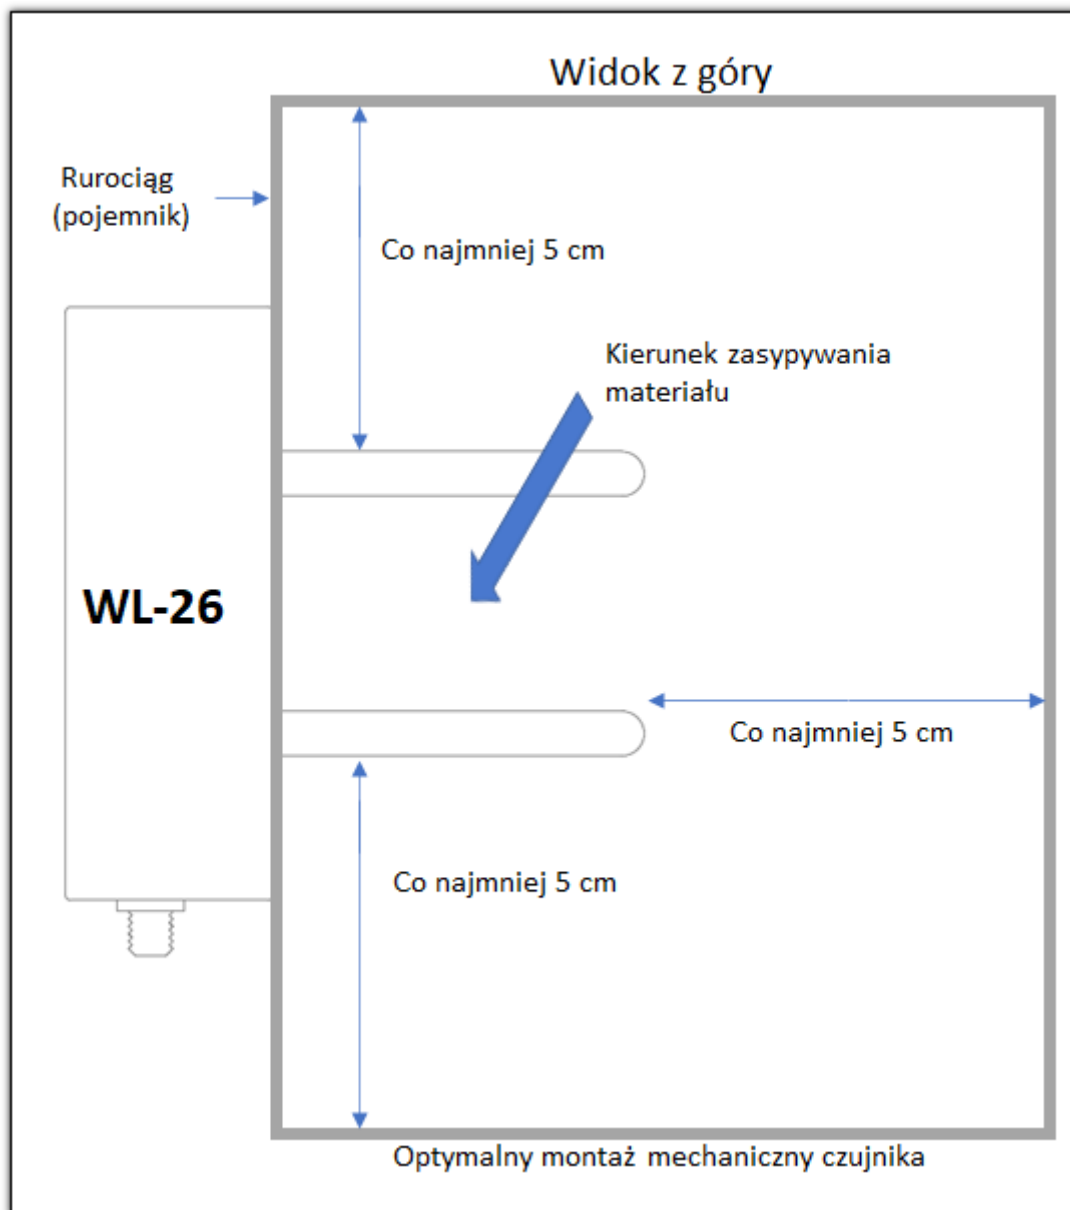 Widok z góry
Rurociąg
(pojemnik)
Co najmniej 5 cm
Kierunek zasypywania
materiału
WL-26
Co najmniej 5 cm
Co najmniej 5 cm
Optymalny montaż mechaniczny czujnika